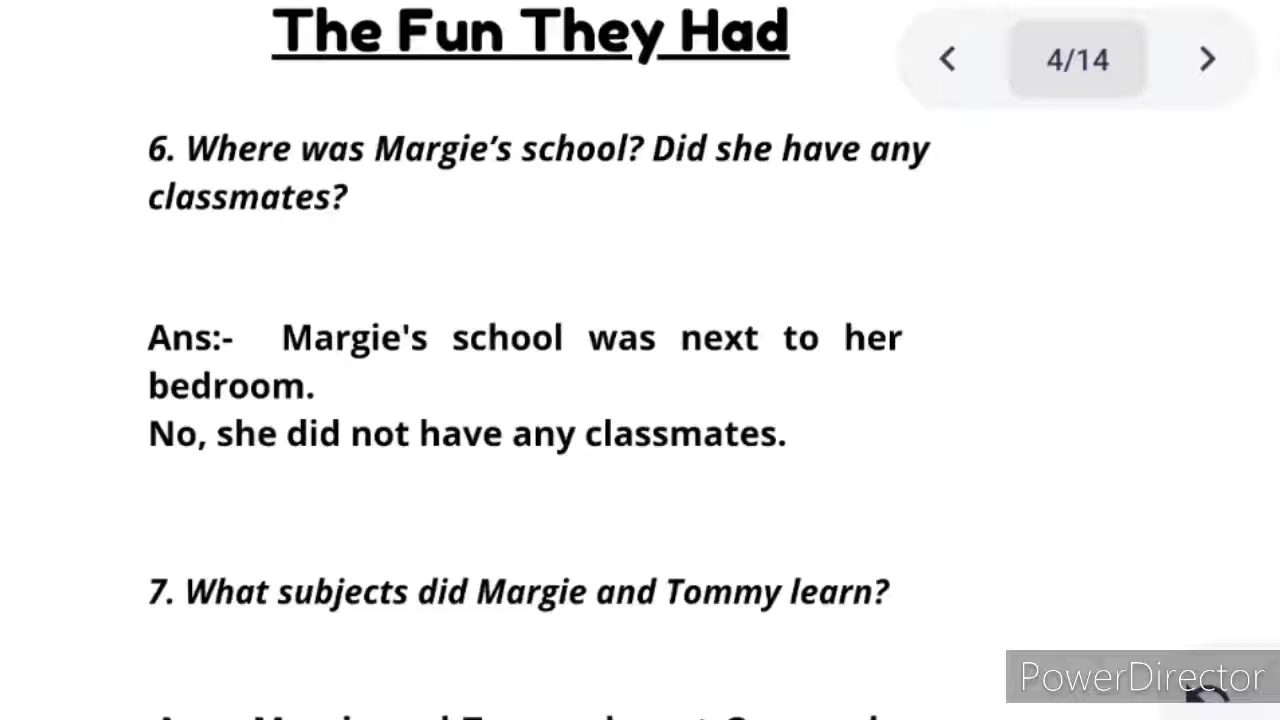 The Fun They Had
4/14
6. Where was Margie’s school? Did she have any
classmates?
Ans:- Margie's school was next to her
bedroom.
No, she did not have any classmates.
7. What subjects did Margie and Tommy learn?
PowerDirector